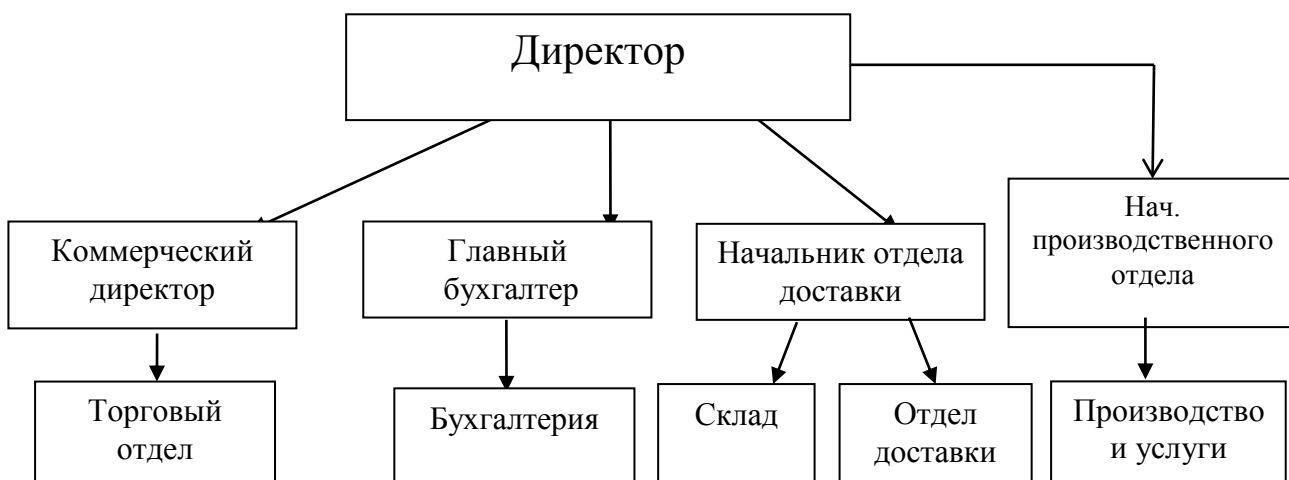 Директор
Коммерческий
директор
Главный
бухгалтер
Начальник отдела
доставки
Нач.
производственного
отдела
Торговый
отдел
Бухгалтерия
Склад
Отдел
доставки
Производство
и услуги